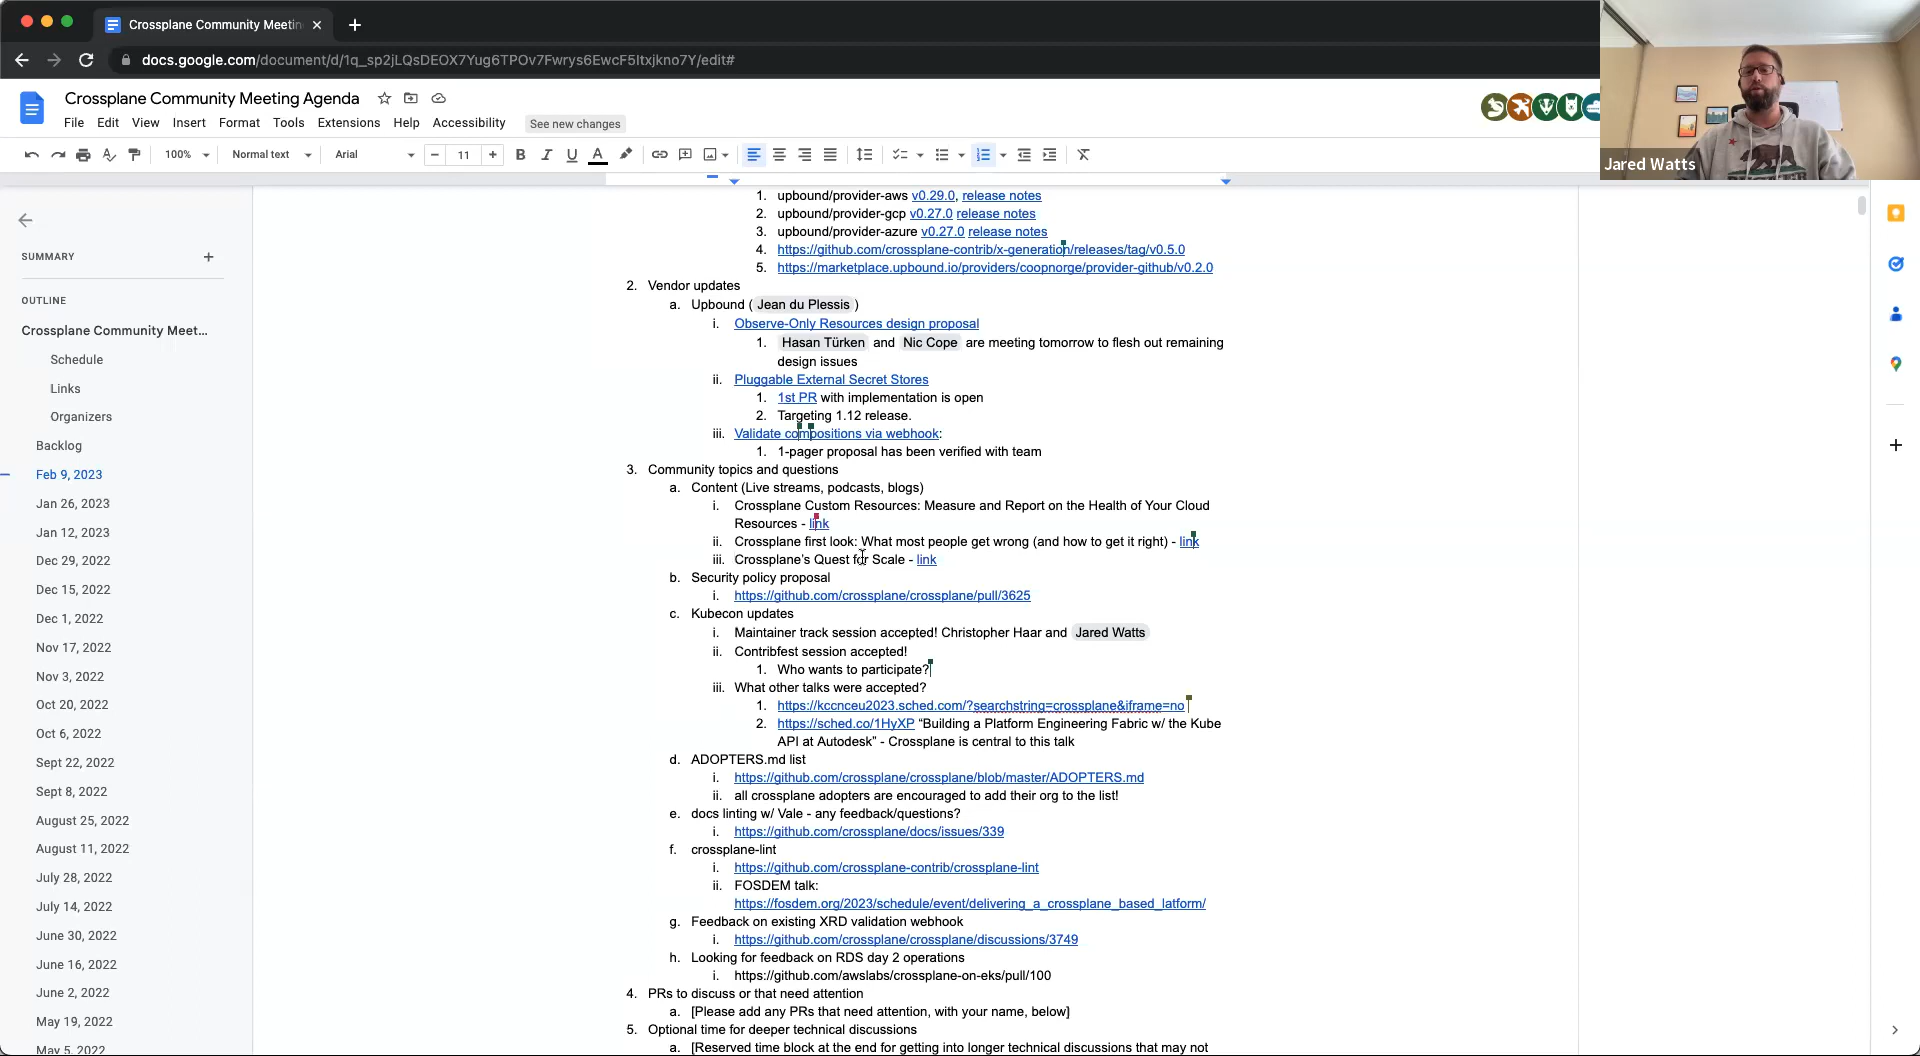 Crossplane Community Meetin
docs.google.com/document/d/1q_sp2jLQsDEOX7Yug6TPOv7Fwrys6EwcF5Itxjkno7Y/edit#
Crossplane Community Meeting Agenda
File Edit View Insert Format Tools Extensions Help Accessibility See new changes
100% Normal text Arial 11
Jared Watts
SUMMARY
OUTLINE
Crossplane Community Meet...
Schedule
Links
Organizers
Backlog
Feb 9, 2023
Jan 26, 2023
Jan 12, 2023
Dec 29, 2022
Dec 15, 2022
Dec 1, 2022
Nov 17, 2022
Nov 3, 2022
Oct 20, 2022
Oct 6, 2022
Sept 22, 2022
Sept 8, 2022
August 25, 2022
August 11, 2022
July 28, 2022
July 14, 2022
June 30, 2022
June 16, 2022
June 2, 2022
May 19, 2022
May 5, 2022
1. upbound/provider-aws v0.29.0, release notes
2. upbound/provider-gcp v0.27.0 release notes
3. upbound/provider-azure v0.27.0 release notes
4. https://github.com/crossplane-contrib/x-generation/releases/tag/v0.5.0
5. https://marketplace.upbound.io/providers/coopnorge/provider-github/v0.2.0
2. Vendor updates
a. Upbound ( Jean du Plessis )
i. Observe-Only Resources design proposal
1. Hasan Türken and Nic Cope are meeting tomorrow to flesh out remaining
design issues
ii. Pluggable External Secret Stores
1. 1st PR with implementation is open
2. Targeting 1.12 release.
iii. Validate compositions via webhook:
1. 1-pager proposal has been verified with team
3. Community topics and questions
a. Content (Live streams, podcasts, blogs)
i. Crossplane Custom Resources: Measure and Report on the Health of Your Cloud
Resources - link
ii. Crossplane first look: What most people get wrong (and how to get it right) - link
iii. Crossplane's Quest for Scale - link
b. Security policy proposal
i. https://github.com/crossplane/crossplane/pull/3625
c. Kubecon updates
i. Maintainer track session accepted! Christopher Haar and Jared Watts
ii. Contribfest session accepted!
1. Who wants to participate?
iii. What other talks were accepted?
1. https://kccnceu2023.sched.com/?searchstring=crossplane&iframe=no
2. https://sched.co/1HyXP “Building a Platform Engineering Fabric w/ the Kube
API at Autodesk” - Crossplane is central to this talk
d. ADOPTERS.md list
i. https://github.com/crossplane/crossplane/blob/master/ADOPTERS.md
ii. all crossplane adopters are encouraged to add their org to the list!
e. docs linting w/ Vale - any feedback/questions?
i. https://github.com/crossplane/docs/issues/339
f. crossplane-lint
i. https://github.com/crossplane-contrib/crossplane-lint
ii. FOSDEM talk:
https://fosdem.org/2023/schedule/event/delivering_a_crossplane_based_latform/
g. Feedback on existing XRD validation webhook
i. https://github.com/crossplane/crossplane/discussions/3749
h. Looking for feedback on RDS day 2 operations
i. https://github.com/awslabs/crossplane-on-eks/pull/100
4. PRs to discuss or that need attention
a. [Please add any PRs that need attention, with your name, below]
5. Optional time for deeper technical discussions
a. [Reserved time block at the end for getting into longer technical discussions that may not